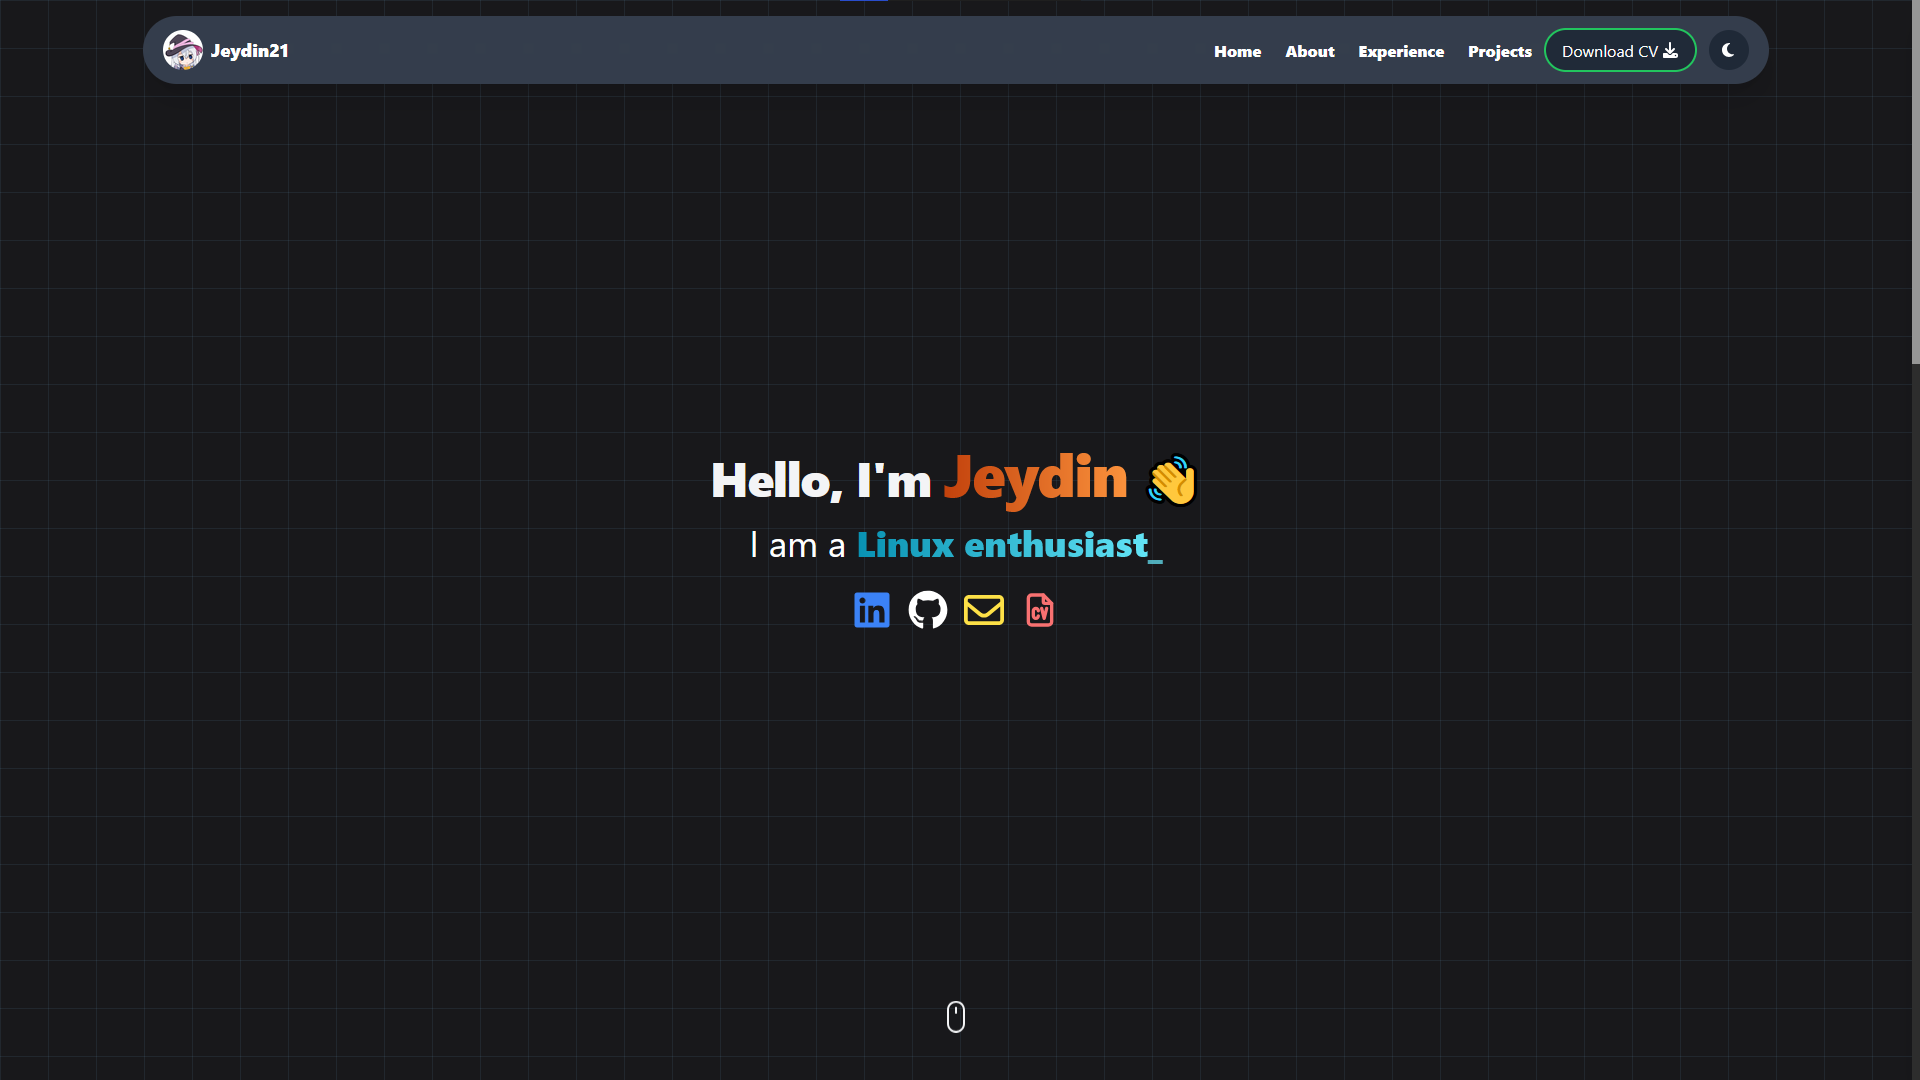 Jeydin21
Home About Experience Projects Download CV
Hello, I'm Jeydin 👋
I am a Linux enthusiast_
in CV